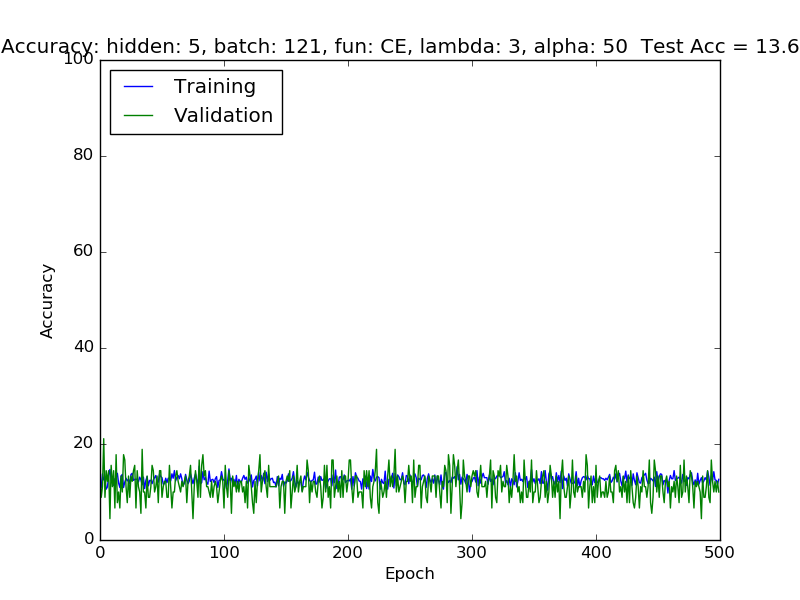 Accuracy: hidden: 5, batch: 121, fun: CE, lambda: 3, alpha: 50 Test Acc = 13.6
100
Training
Validation
80
60
Accuracy
40
20
0
0 100 200 300 400 500
Epoch